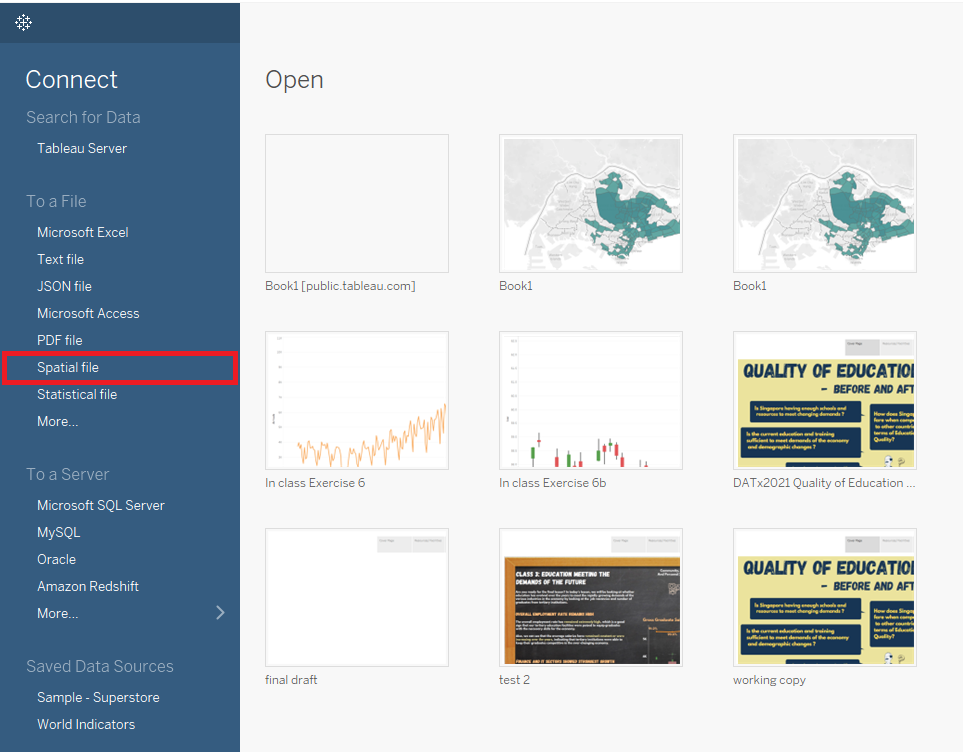 Connect
Search for Data
Tableau Server
To a File
Microsoft Excel
Text file
JSON file
Microsoft Access
PDF file
Spatial file
Statistical file
More...
To a Server
Microsoft SQL Server
MySQL
Oracle
Amazon Redshift
More...
Saved Data Sources
Sample - Superstore
World Indicators
Open
Book1 [public.tableau.com]
Book1
Book1
In class Exercise 6
In class Exercise 6b
QUALITY OF EDUCATIO
- BEFORE AND AFT
Is Singapore having enough schools and
resources to meet changing demands ?
Is the current education and training
sufficient to meet demands of the economy
and demographic changes ?
How does Singap
fare when comp
to other countri
terms of Educati
Quality?
DATx2021 Quality of Education ...
final draft
CLASS 3: EDUCATION MEETING THE
DEMANDS OF THE FUTURE
OVERALL EMPLOYMENT RATE REMAINS HIGH
test 2
QUALITY OF EDUCATIO
- BEFORE AND AFT
Is Singapore having enough schools and
resources to meet changing demands ?
Is the current education and training
sufficient to meet demands of the economy
and demographic changes ?
How does Singap
fare when comp
to other countri
terms of Educati
Quality?
working copy